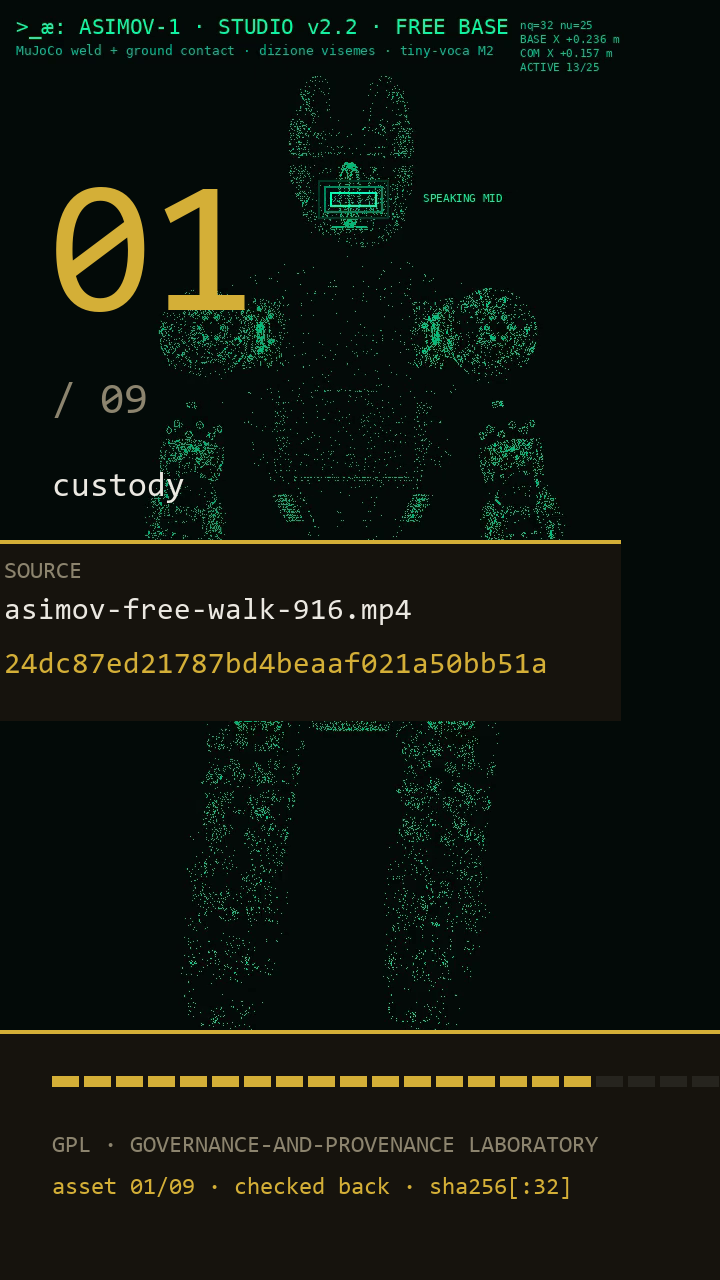 >_æ: ASIMOV-1 · STUDIO v2.2 · FREE BASE
MuJoCo weld + ground contact · dizione visemes · tiny-voca M2
nq=32 nu=25
BASE X +0.236 m
COM X +0.157 m
ACTIVE 13/25
SPEAKING MID
01
/ 09
custody
SOURCE
asimov-free-walk-916.mp4
24dc87ed21787bd4beaaf021a50bb51a
GPL · GOVERNANCE-AND-PROVENANCE LABORATORY
asset 01/09 · checked back · sha256[:32]